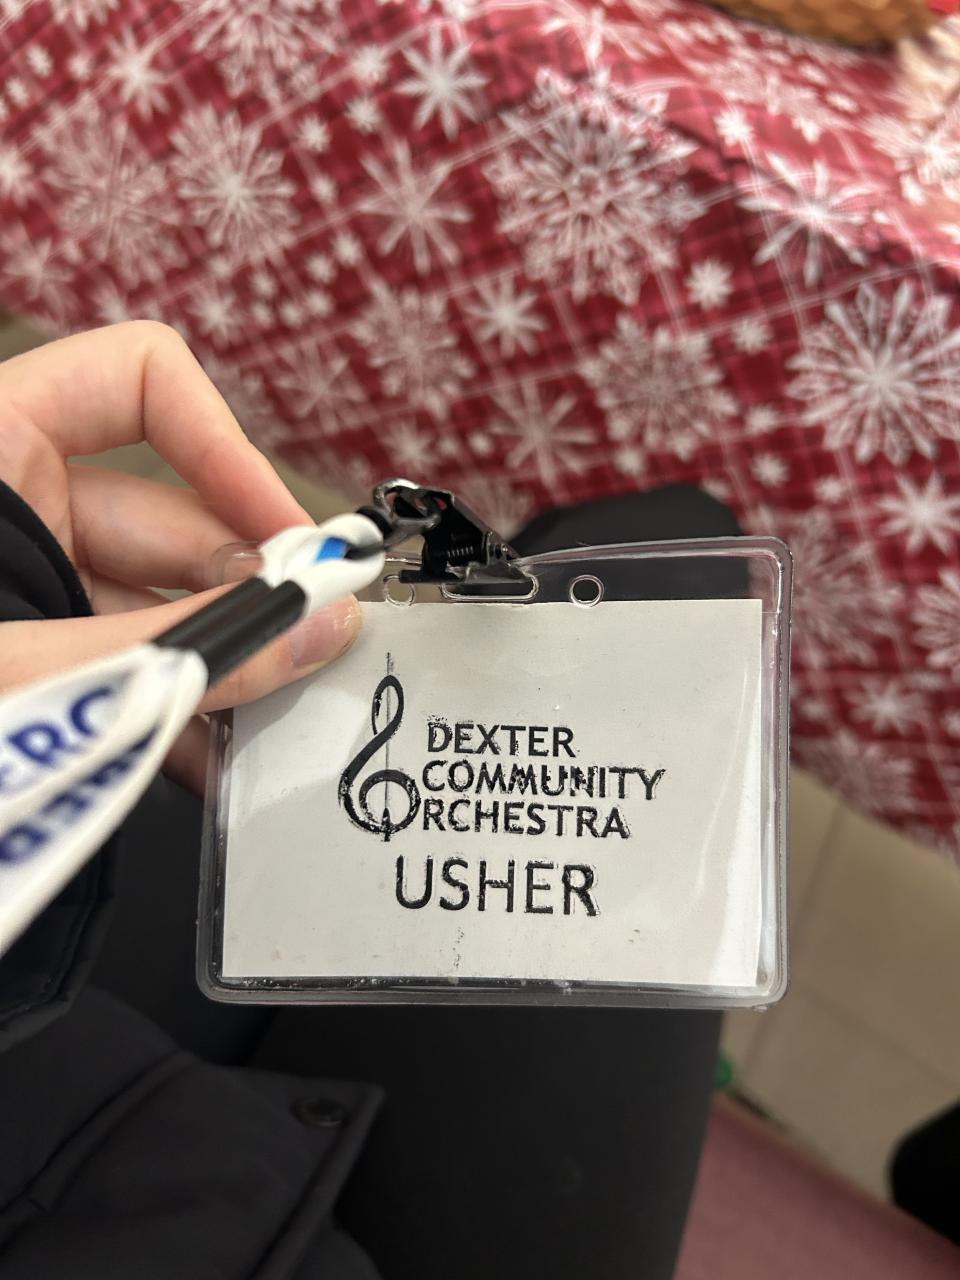 DEXTER
COMMUNITY
ORCHESTRA
USHER